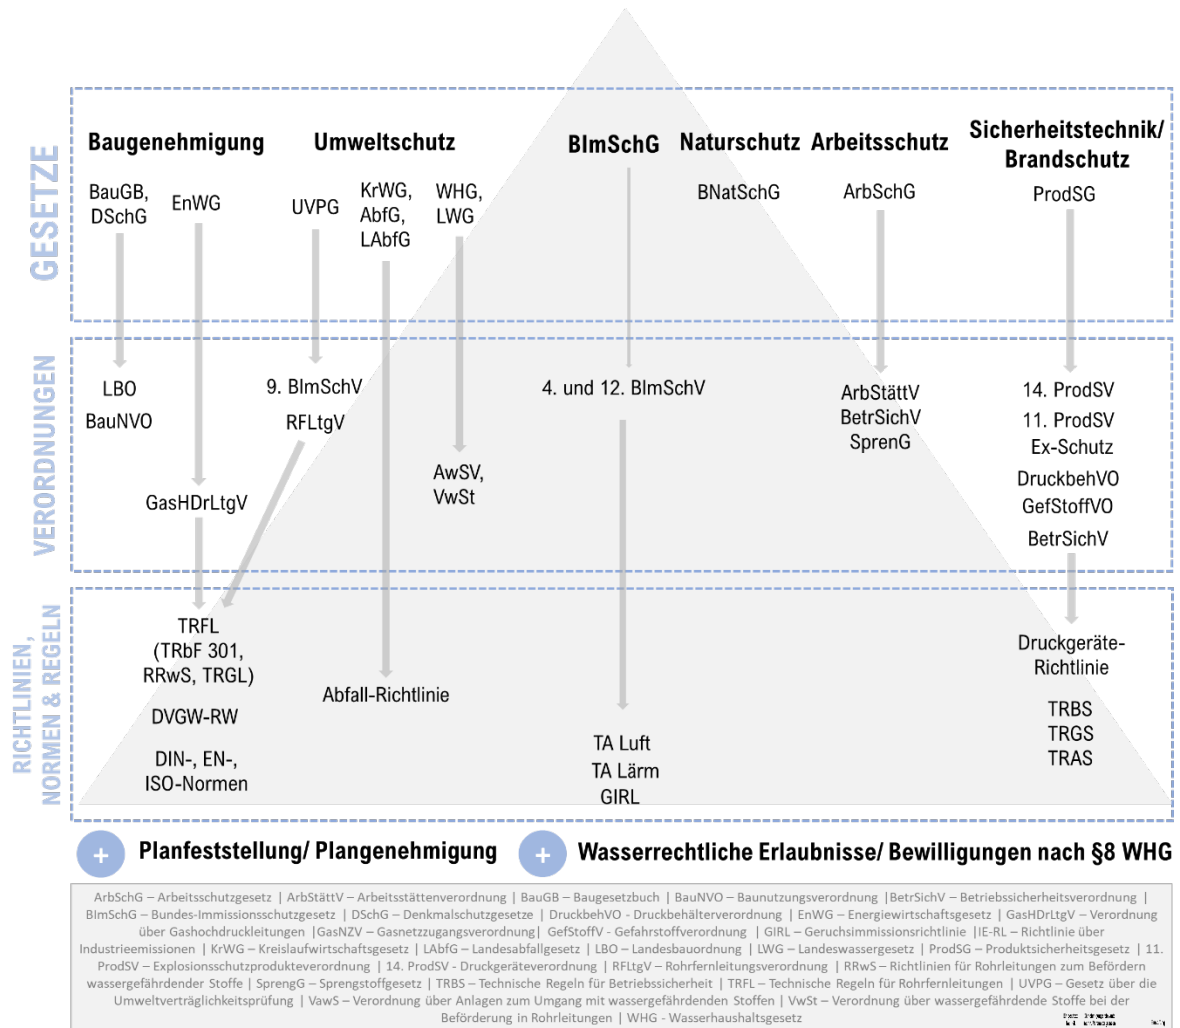 GESETZE
Baugenehmigung
Umweltschutz
BImSchG
Naturschutz
Arbeitsschutz
Sicherheitstechnik/
Brandschutz
BauGB,
DSchG
EnWG
UVPG
KrWG,
AbfG,
LAbfG
WHG,
LWG
BNatSchG
ArbSchG
ProdSG
VERORDNUNGEN
LBO
BauNVO
GasHDrLtgV
9. BImSchV
RFLtgV
AwSV,
VwSt
4. und 12. BImSchV
ArbStättV
BetrSichV
SprenG
14. ProdSV
11. ProdSV
Ex-Schutz
DruckbehVO
GefStoffVO
BetrSichV
RICHTLINIEN,
NORMEN & REGELN
TRFL
(TRbF 301,
RRwS, TRGL)
DVGW-RW
DIN-, EN-,
ISO-Normen
Abfall-Richtlinie
TA Luft
TA Lärm
GIRL
Druckgeräte-
Richtlinie
TRBS
TRGS
TRAS
+ Planfeststellung/ Plangenehmigung
+ Wasserrechtliche Erlaubnisse/ Bewilligungen nach §8 WHG
ArbSchG – Arbeitsschutzgesetz | ArbStättV – Arbeitsstättenverordnung | BauGB – Baugesetzbuch | BauNVO – Baunutzungsverordnung |BetrSichV – Betriebssicherheitsverordnung |
BImSchG – Bundes-Immissionsschutzgesetz | DSchG – Denkmalschutzgesetze | DruckbehVO - Druckbehälterverordnung | EnWG – Energiewirtschaftsgesetz | GasHDrLtgV – Verordnung
über Gashochdruckleitungen |GasNZV – Gasnetzzugangsverordnung| GefStoffV - Gefahrstoffverordnung | GIRL – Geruchsimmissionsrichtlinie |IE-RL – Richtlinie über
Industrieemissionen | KrWG – Kreislaufwirtschaftsgesetz | LAbfG – Landesabfallgesetz | LBO – Landesbauordnung | LWG – Landeswassergesetz | ProdSG – Produktsicherheitsgesetz | 11.
ProdSV – Explosionsschutzprodukteverordnung | 14. ProdSV - Druckgeräteverordnung | RFLtgV – Rohrfernleitungsverordnung | RRwS – Richtlinien für Rohrleitungen zum Befördern
wassergefährdender Stoffe | SprengG – Sprengstoffgesetz | TRBS – Technische Regeln für Betriebssicherheit | TRFL – Technische Regeln für Rohrfernleitungen | UVPG - Gesetz über die
Umweltverträglichkeitsprüfung | VawS – Verordnung über Anlagen zum Umgang mit wassergefährdenden Stoffen | VwSt – Verordnung über wassergefährdende Stoffe bei der
Beförderung in Rohrleitungen | WHG - Wasserhaushaltsgesetz